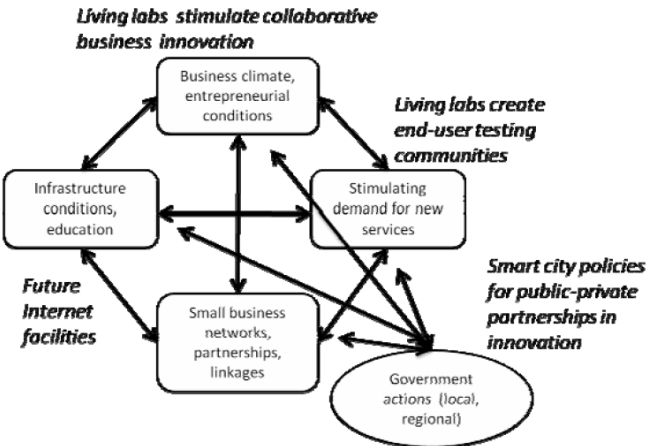 Living labs stimulate collaborative
business innovation
Business climate,
entrepreneurial
conditions
Living labs create
end-user testing
communities
Infrastructure
conditions,
education
Stimulating
demand for new
services
Future
Internet
facilities
Small business
networks,
partnerships,
linkages
Smart city policies
for public-private
partnerships in
innovation
Government
actions (local,
regional)